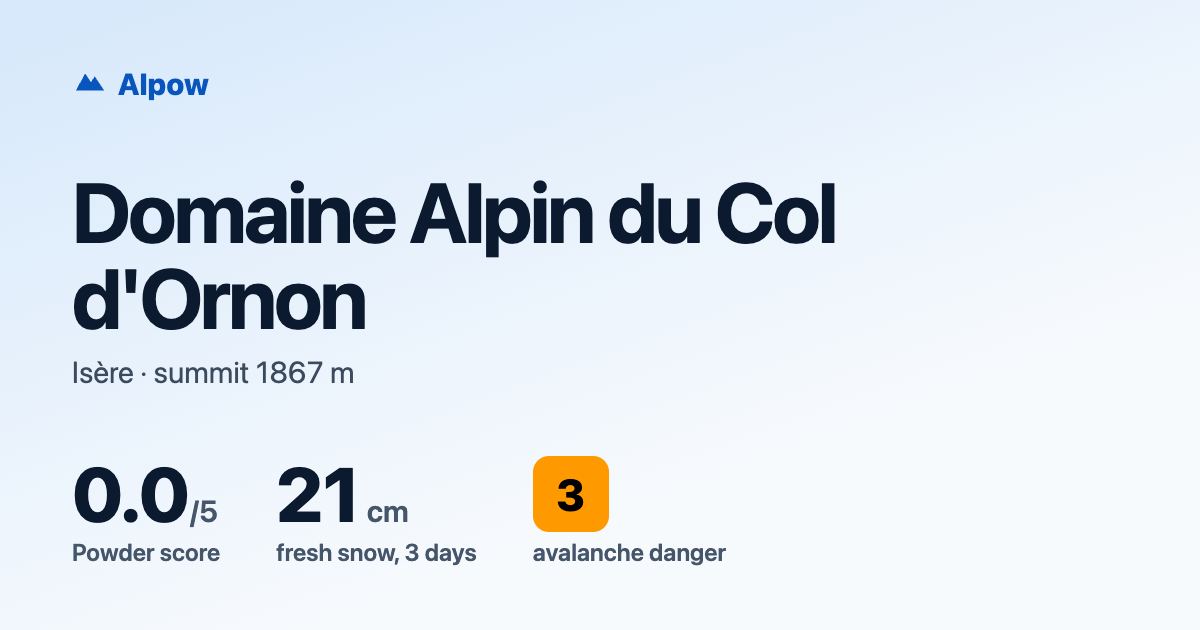 Alpow
Domaine Alpin du Col
d'Ornon
Isère · summit 1867 m
0.0/5
Powder score
21 cm
fresh snow, 3 days
3
avalanche danger